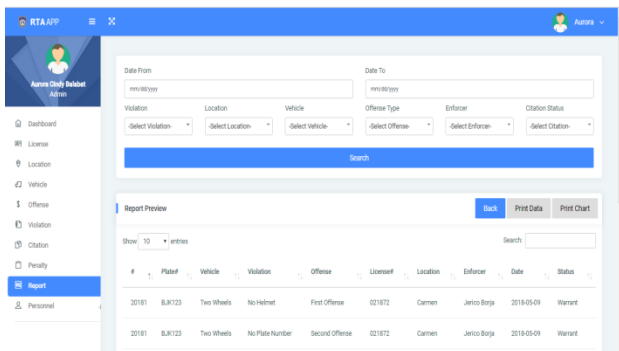 RTA APP
Aurora
Aurora Cindy Balabat
Admin
Dashboard
License
Location
Vehicle
Offense
Violation
Citation
Penalty
Report
Personnel
Date From
Date To
mm/dd/yyyy
mm/dd/yyyy
Violation Location Vehicle Offense Type Enforcer Citation Status
-Select Violation- -Select Location- -Select Vehicle- -Select Offense- -Select Enforcer- -Select Citation-
Search
Report Preview
Back Print Data Print Chart
Show 10 entries
Search:
# Plate# Vehicle Violation Offense License# Location Enforcer Date Status
20181 BJK123 Two Wheels No Helmet First Offense 021872 Carmen Jerico Borja 2018-05-09 Warrant
20181 BJK123 Two Wheels No Plate Number Second Offense 021872 Carmen Jerico Borja 2018-05-09 Warrant